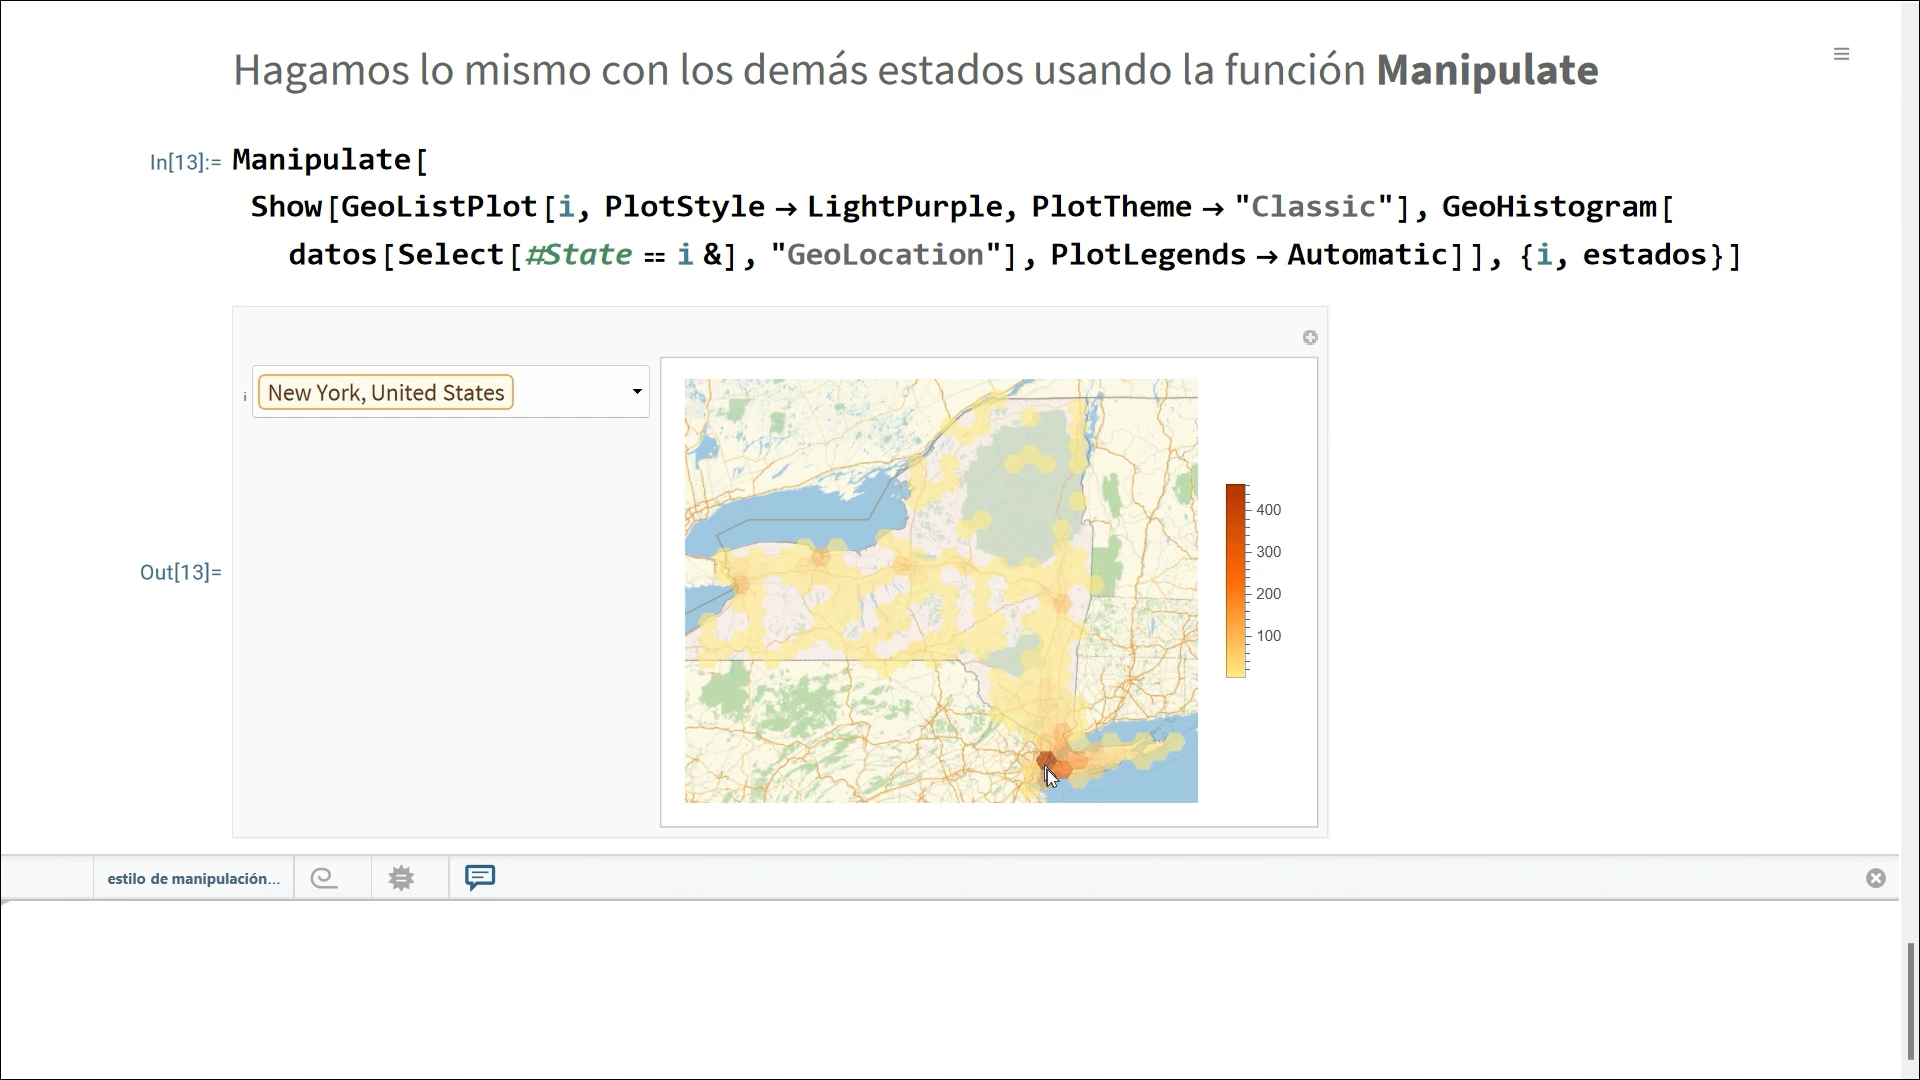 Hagamos lo mismo con los demás estados usando la función Manipulate
In[13]:= Manipulate[
Show[GeoListPlot[i, PlotStyle → LightPurple, PlotTheme → "Classic"], GeoHistogram[
datos[Select[#State == i &], "GeoLocation"], PlotLegends → Automatic]], {i, estados}]
i New York, United States
400
300
200
100
Out[13]=
estilo de manipulación...